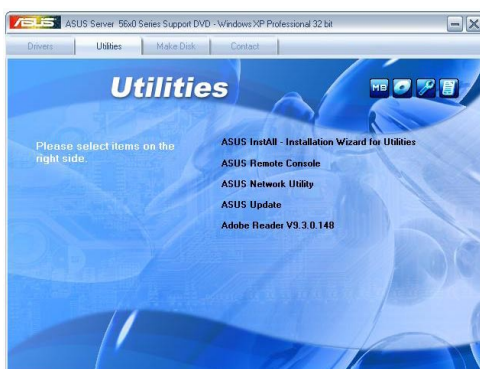 ASUS ASUS Server 56x0 Series Support DVD - Windows XP Professional 32 bit
Drivers Utilities Make Disk Contact
Utilities
MB
Please select items on the
right side.
ASUS InstAll - Installation Wizard for Utilities
ASUS Remote Console
ASUS Network Utility
ASUS Update
Adobe Reader V9.3.0.148